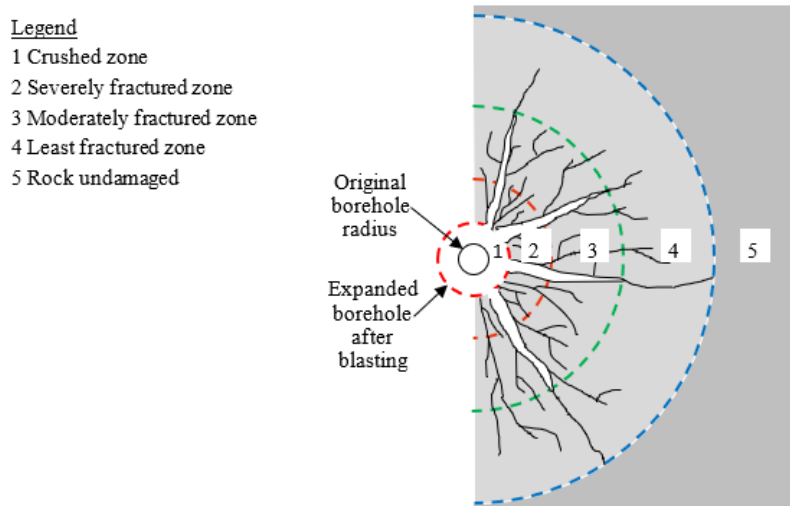 Legend
1 Crushed zone
2 Severely fractured zone
3 Moderately fractured zone
4 Least fractured zone
5 Rock undamaged
Original
borehole
radius
Expanded
borehole
after
blasting
1 2 3 4 5